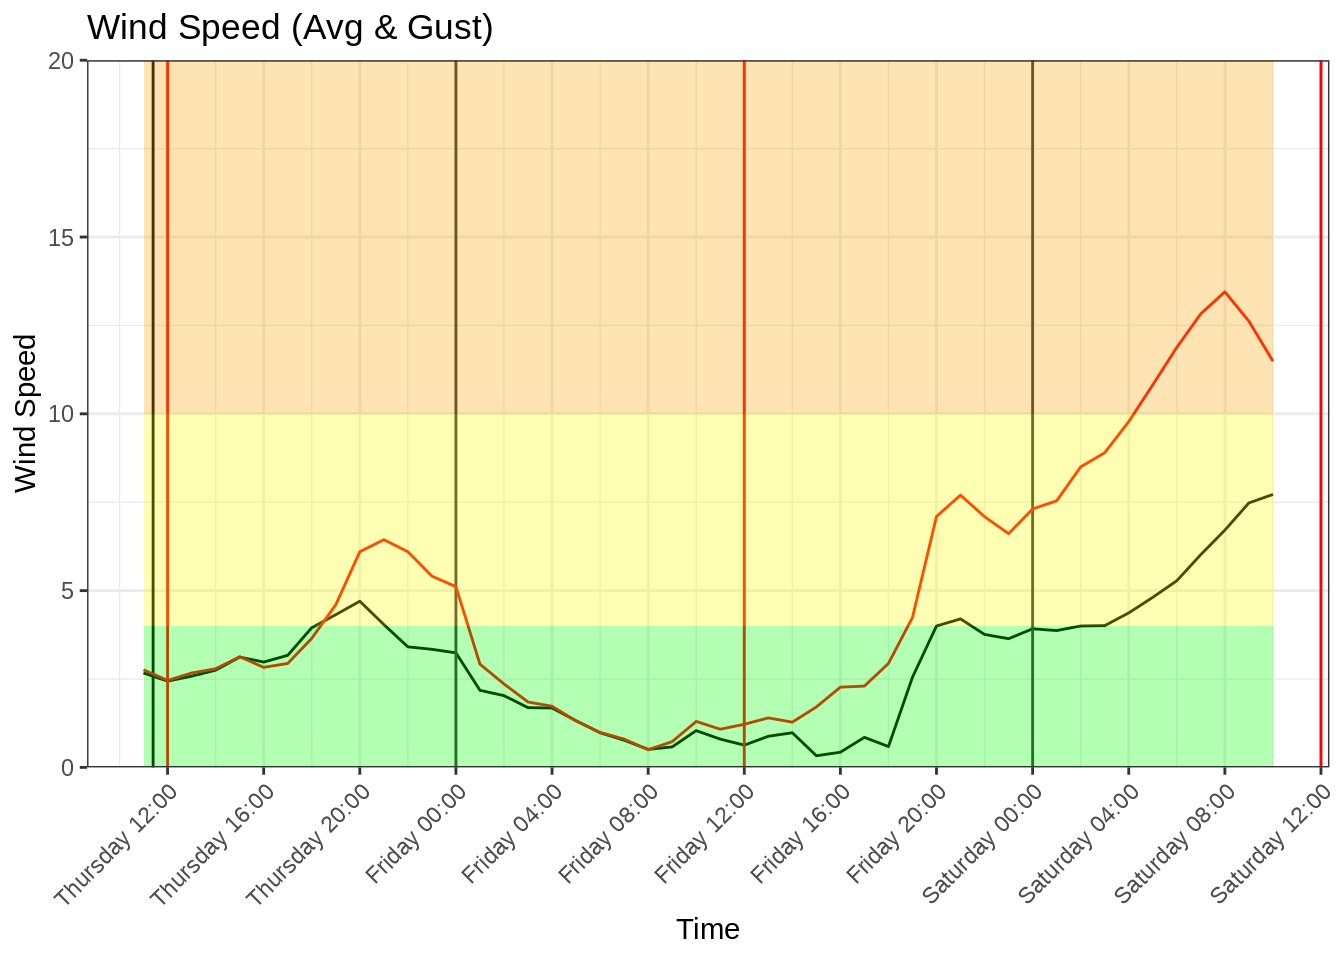 Wind Speed (Avg & Gust)
20
15
10
5
0
Wind Speed
Thursday 12:00
Thursday 16:00
Thursday 20:00
Friday 00:00
Friday 04:00
Friday 08:00
Friday 12:00
Friday 16:00
Friday 20:00
Saturday 00:00
Saturday 04:00
Saturday 08:00
Saturday 12:00
Time